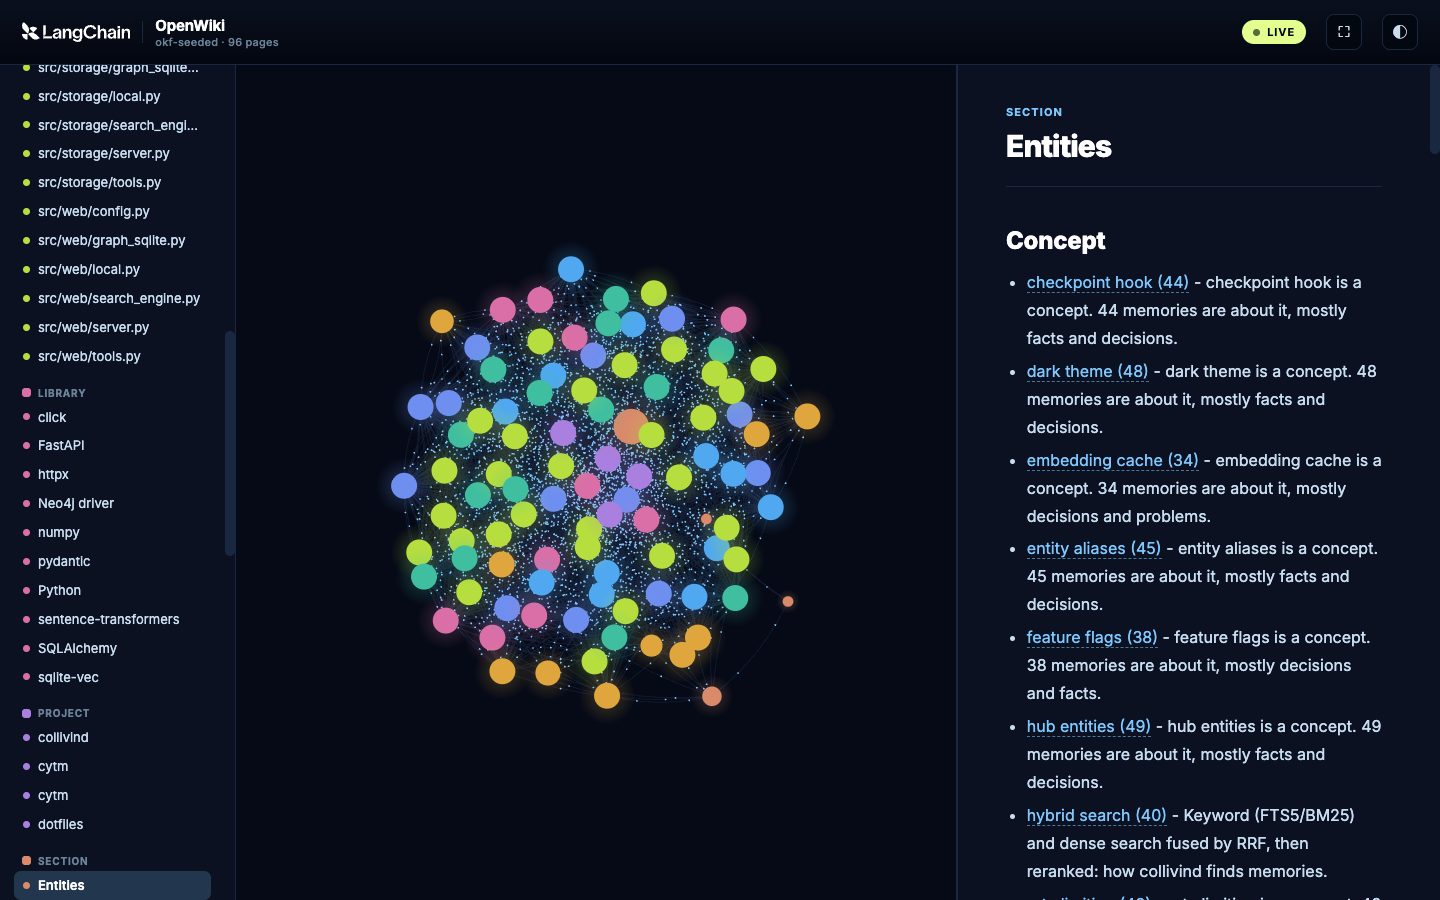 LangChain
OpenWiki
okf-seeded · 96 pages
LIVE
src/storage/graph_sqlite...
src/storage/local.py
src/storage/search_engi...
src/storage/server.py
src/storage/tools.py
src/web/config.py
src/web/graph_sqlite.py
src/web/local.py
src/web/search_engine.py
src/web/server.py
src/web/tools.py
LIBRARY
click
FastAPI
httpx
Neo4j driver
numpy
pydantic
Python
sentence-transformers
SQLAlchemy
sqlite-vec
PROJECT
collivind
cytm
cytm
dotfiles
SECTION
Entities
SECTION
Entities
Concept
• checkpoint hook (44) - checkpoint hook is a
concept. 44 memories are about it, mostly
facts and decisions.
• dark theme (48) - dark theme is a concept. 48
memories are about it, mostly facts and
decisions.
• embedding cache (34) - embedding cache is a
concept. 34 memories are about it, mostly
decisions and problems.
• entity aliases (45) - entity aliases is a concept.
45 memories are about it, mostly facts and
decisions.
• feature flags (38) - feature flags is a concept.
38 memories are about it, mostly decisions
and facts.
• hub entities (49) - hub entities is a concept. 49
memories are about it, mostly facts and
decisions.
• hybrid search (40) - Keyword (FTS5/BM25)
and dense search fused by RRF, then
reranked: how collivind finds memories.